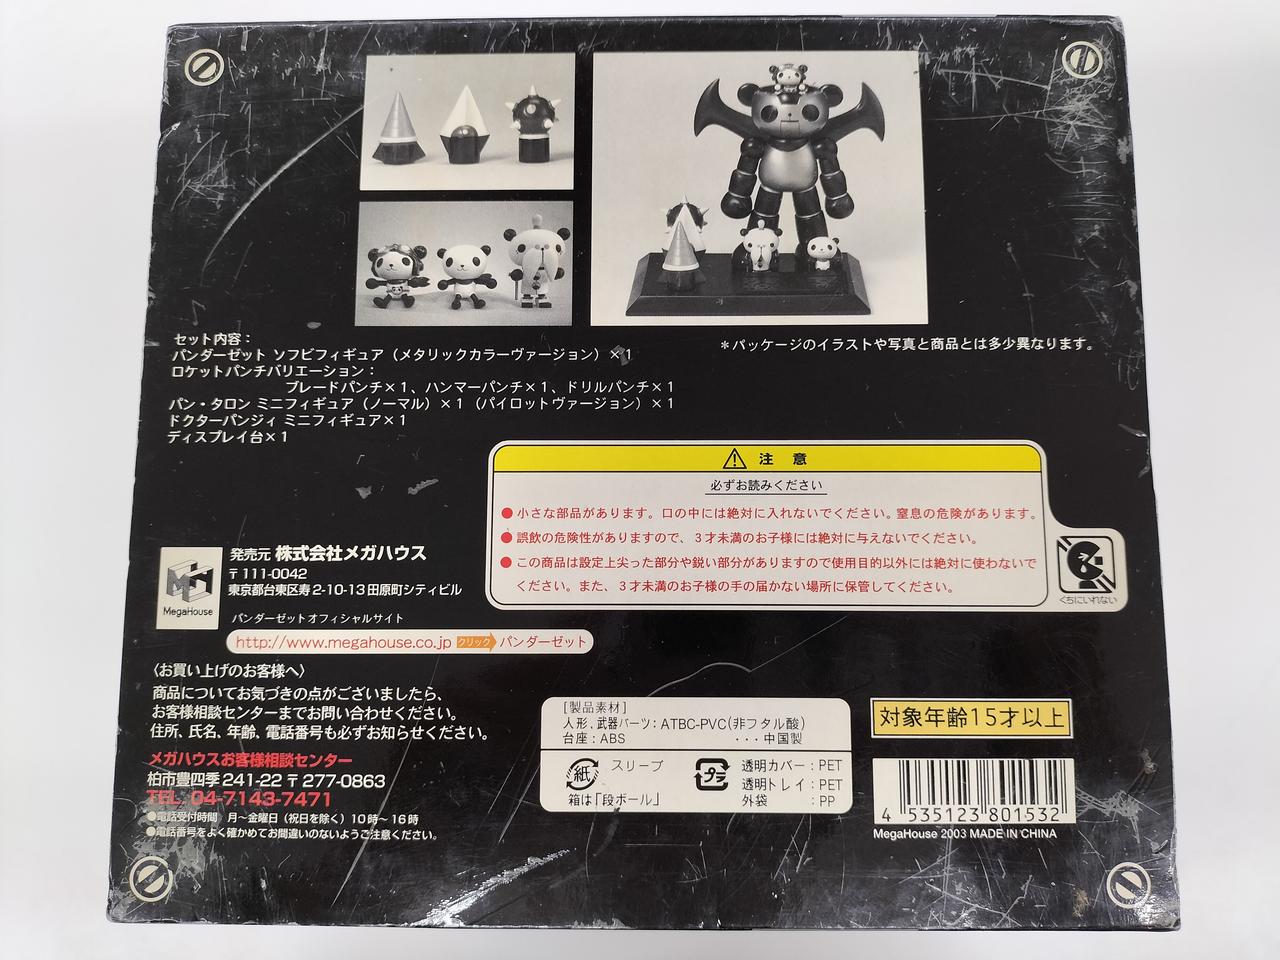 セット内容：
パンダーゼット ソフビフィギュア（メタリックカラーヴァージョン）×1
ロケットパンチバリエーション：
ブレードパンチ×1、ハンマーパンチ×1、ドリルパンチ×1
パン・タロン ミニフィギュア（ノーマル）×1（パイロットヴァージョン）×1
ドクターパンジィ ミニフィギュア×1
ディスプレイ台×1
＊パッケージのイラストや写真と商品とは多少異なります。
⚠ 注 意
必ずお読みください
●小さな部品があります。口の中には絶対に入れないでください。窒息の危険があります。
●誤飲の危険性がありますので、3才未満のお子様には絶対に与えないでください。
●この商品は設定上尖った部分や鋭い部分がありますので使用目的以外には絶対に使わないで
ください。また、3才未満のお子様の手の届かない場所に保管してください。
くちにいれない
MegaHouse
発売元 株式会社メガハウス
〒111-0042
東京都台東区寿2-10-13田原町シティビル
パンダーゼットオフィシャルサイト
http://www.megahouse.co.jp クリック パンダーゼット
〈お買い上げのお客様へ〉
商品についてお気づきの点がございましたら、
お客様相談センターまでお問い合わせください。
住所、氏名、年齢、電話番号も必ずお知らせください。
メガハウスお客様相談センター
柏市豊四季241-22 〒277-0863
TEL. 04-7143-7471
●電話受付時間 月〜金曜日（祝日を除く）10時〜16時
●電話番号をよく確かめてお間違いのないようご注意ください。
[製品素材]
人形、武器パーツ：ATBC-PVC(非フタル酸)
台座：ABS ・・・中国製
紙 スリーブ
箱は「段ボール」
プラ 透明カバー：PET
透明トレイ：PET
外袋 ：PP
対象年齢15才以上
4 535123 801532
MegaHouse 2003 MADE IN CHINA